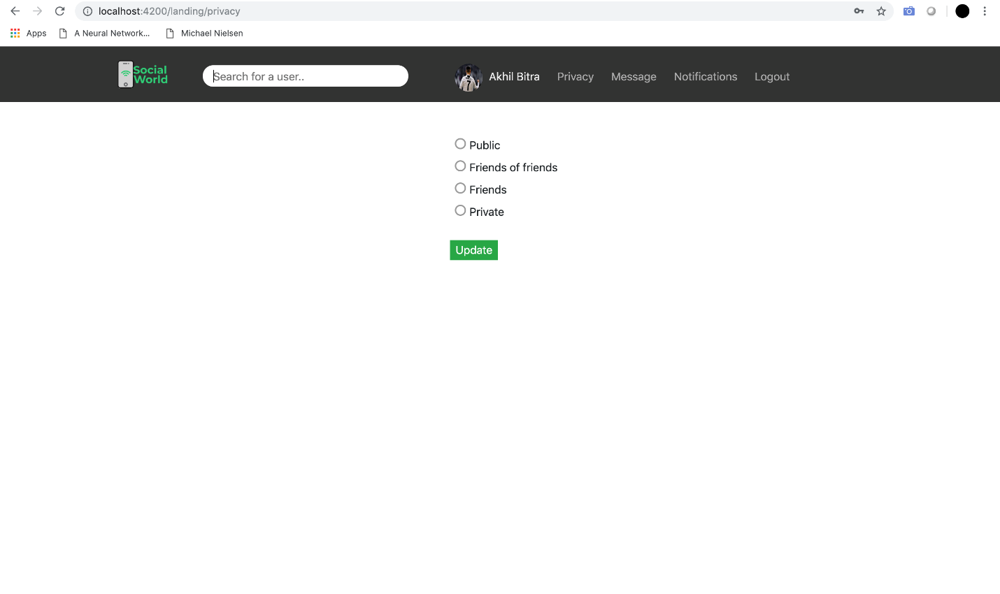 localhost:4200/landing/privacy
Apps A Neural Network... Michael Nielsen
Social
World
Search for a user..
7
Akhil Bitra Privacy Message Notifications Logout
Public
Friends of friends
Friends
Private
Update